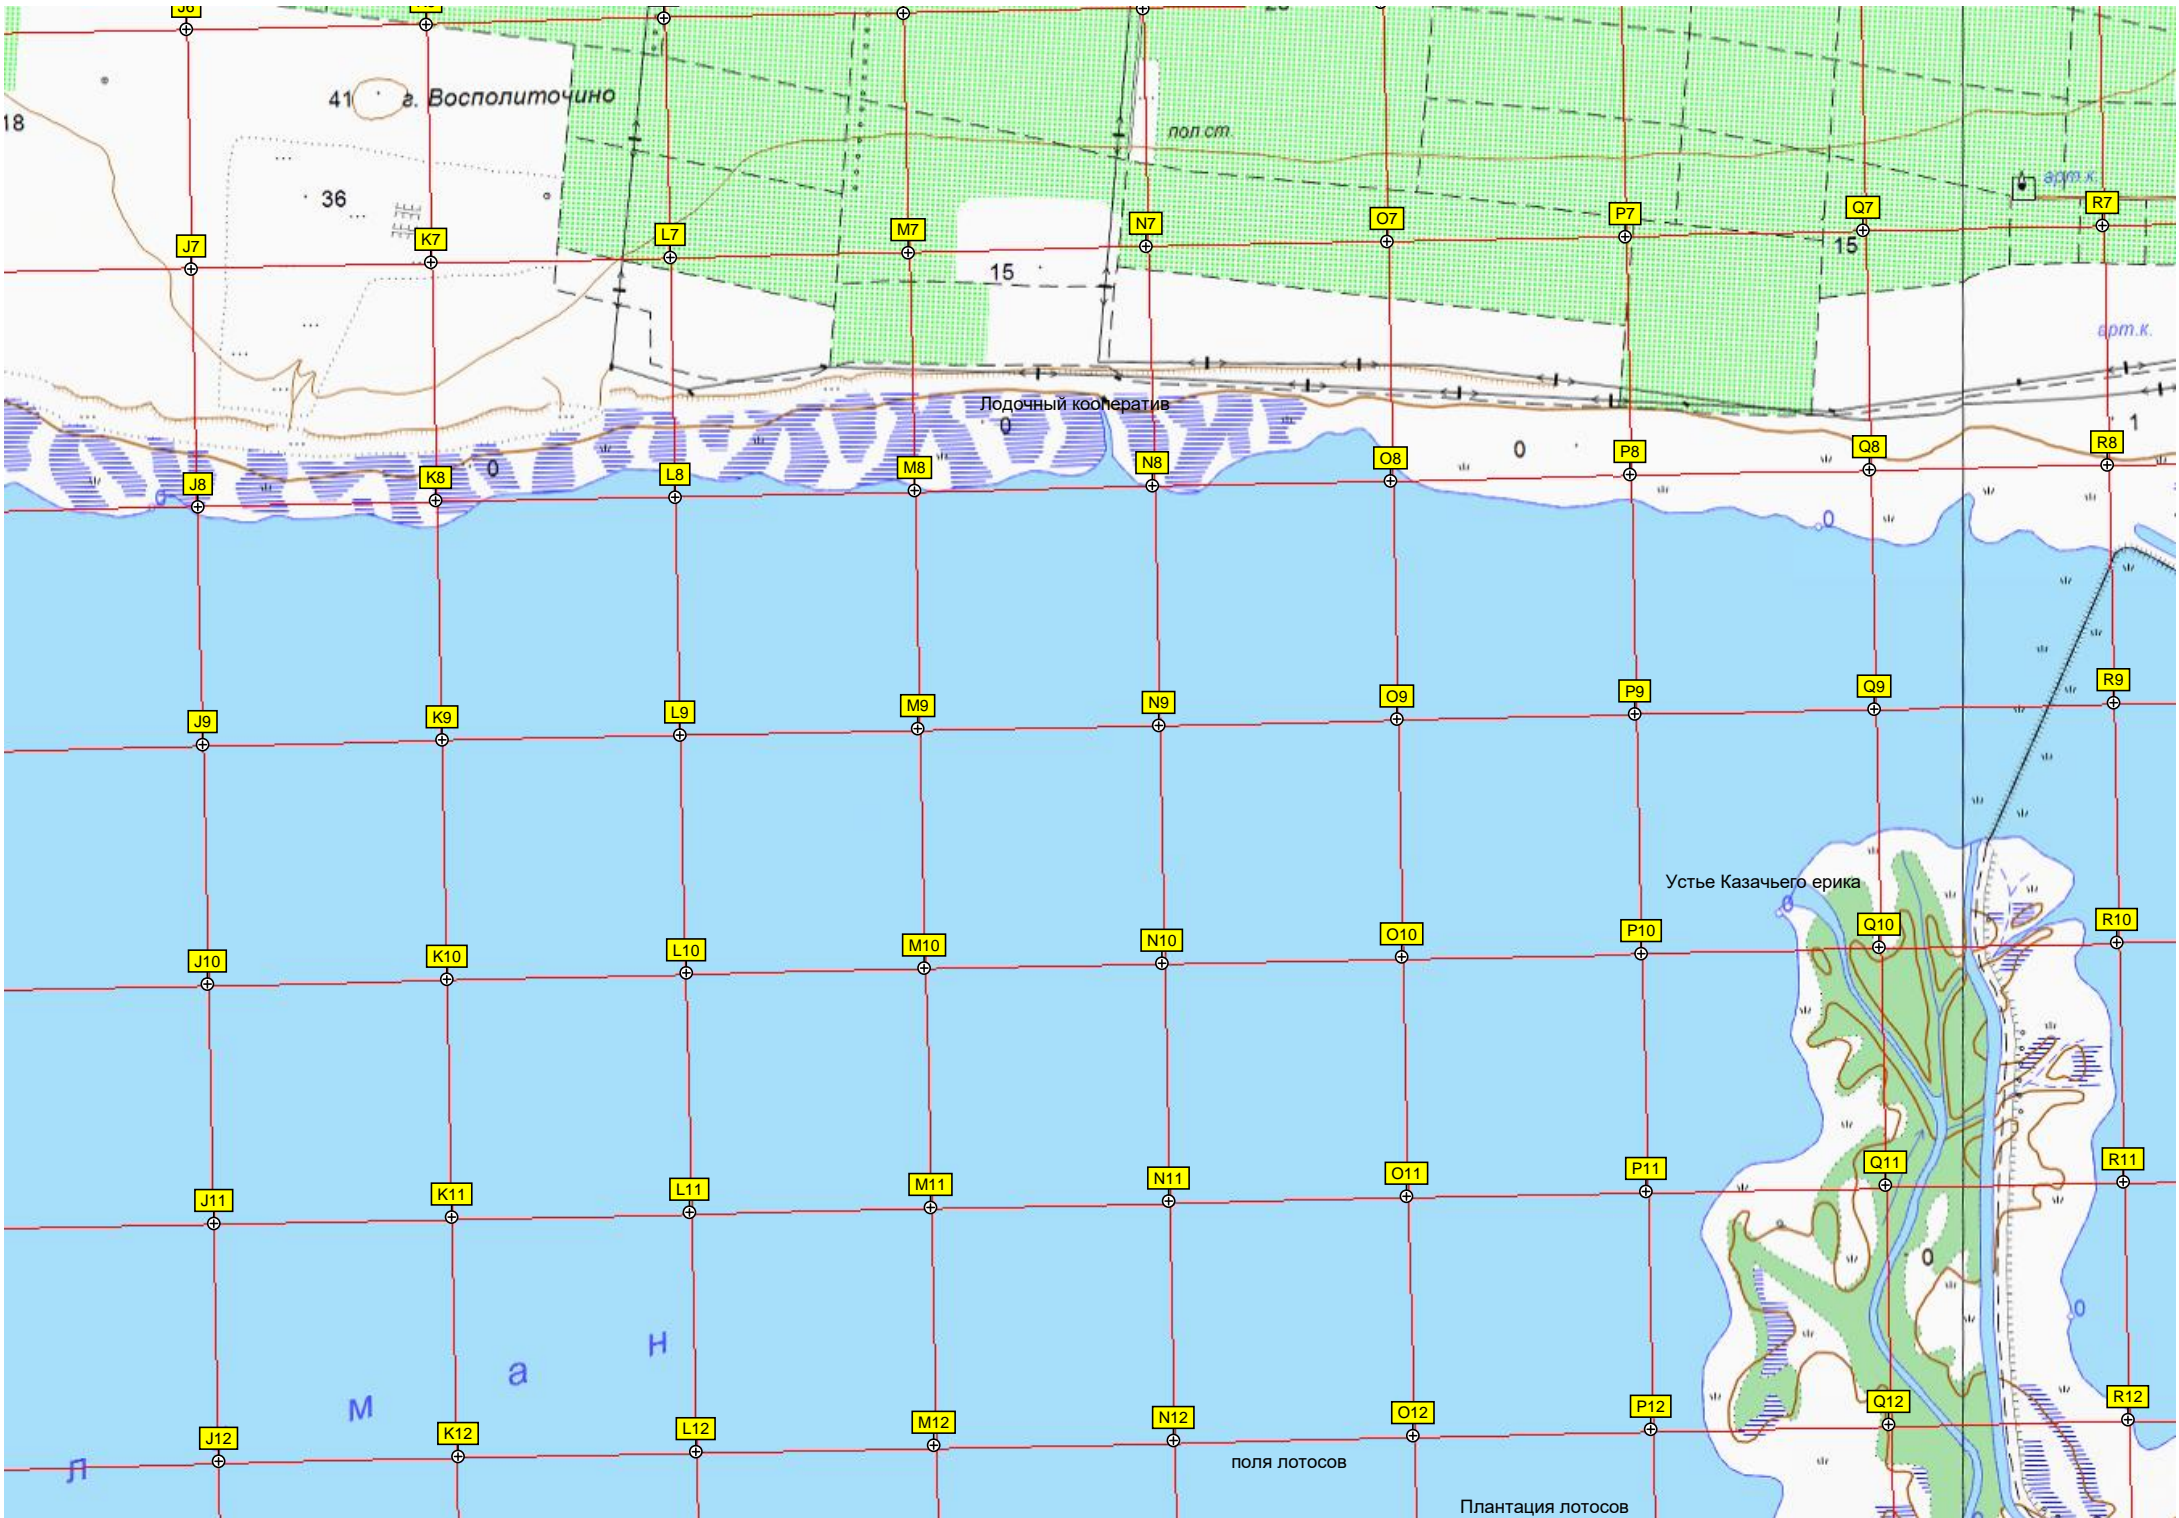 J6
41 г. Восполиточино
18
пол.ст.
арт.к.
36
J7 K7 L7 M7 N7 O7 P7 Q7 R7
15 15
арт.к.
Лодочный кооператив
0 0 0 1
J8 K8 L8 M8 N8 O8 P8 Q8 R8
0 0
J9 K9 L9 M9 N9 O9 P9 Q9 R9
Устье Казачьего ерика
0
J10 K10 L10 M10 N10 O10 P10 Q10 R10
J11 K11 L11 M11 N11 O11 P11 Q11 R11
0
0
л м а н
J12 K12 L12 M12 N12 O12 P12 Q12 R12
поля лотосов
Плантация лотосов